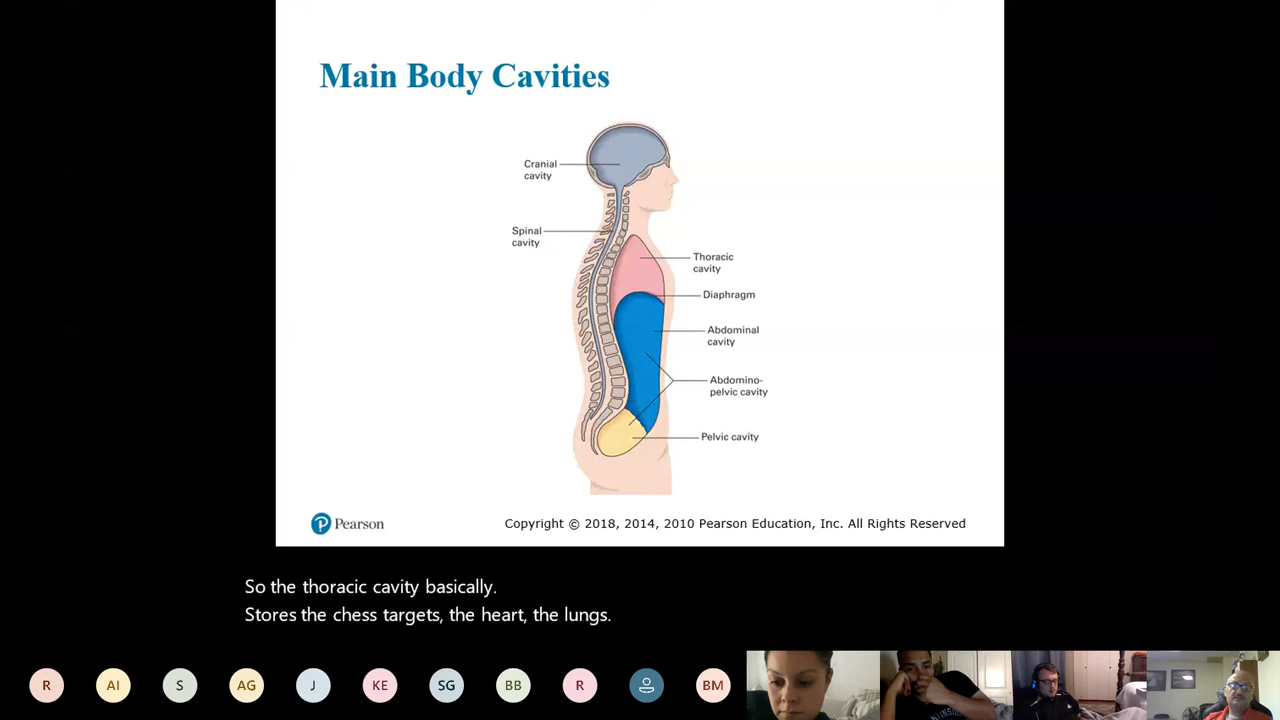 Main Body Cavities
Cranial
cavity
Spinal
cavity
Thoracic
cavity
Diaphragm
Abdominal
cavity
Abdomino-
pelvic cavity
Pelvic cavity
P Pearson
Copyright © 2018, 2014, 2010 Pearson Education, Inc. All Rights Reserved
So the thoracic cavity basically.
Stores the chess targets, the heart, the lungs.
R AI S AG J KE SG BB R BM